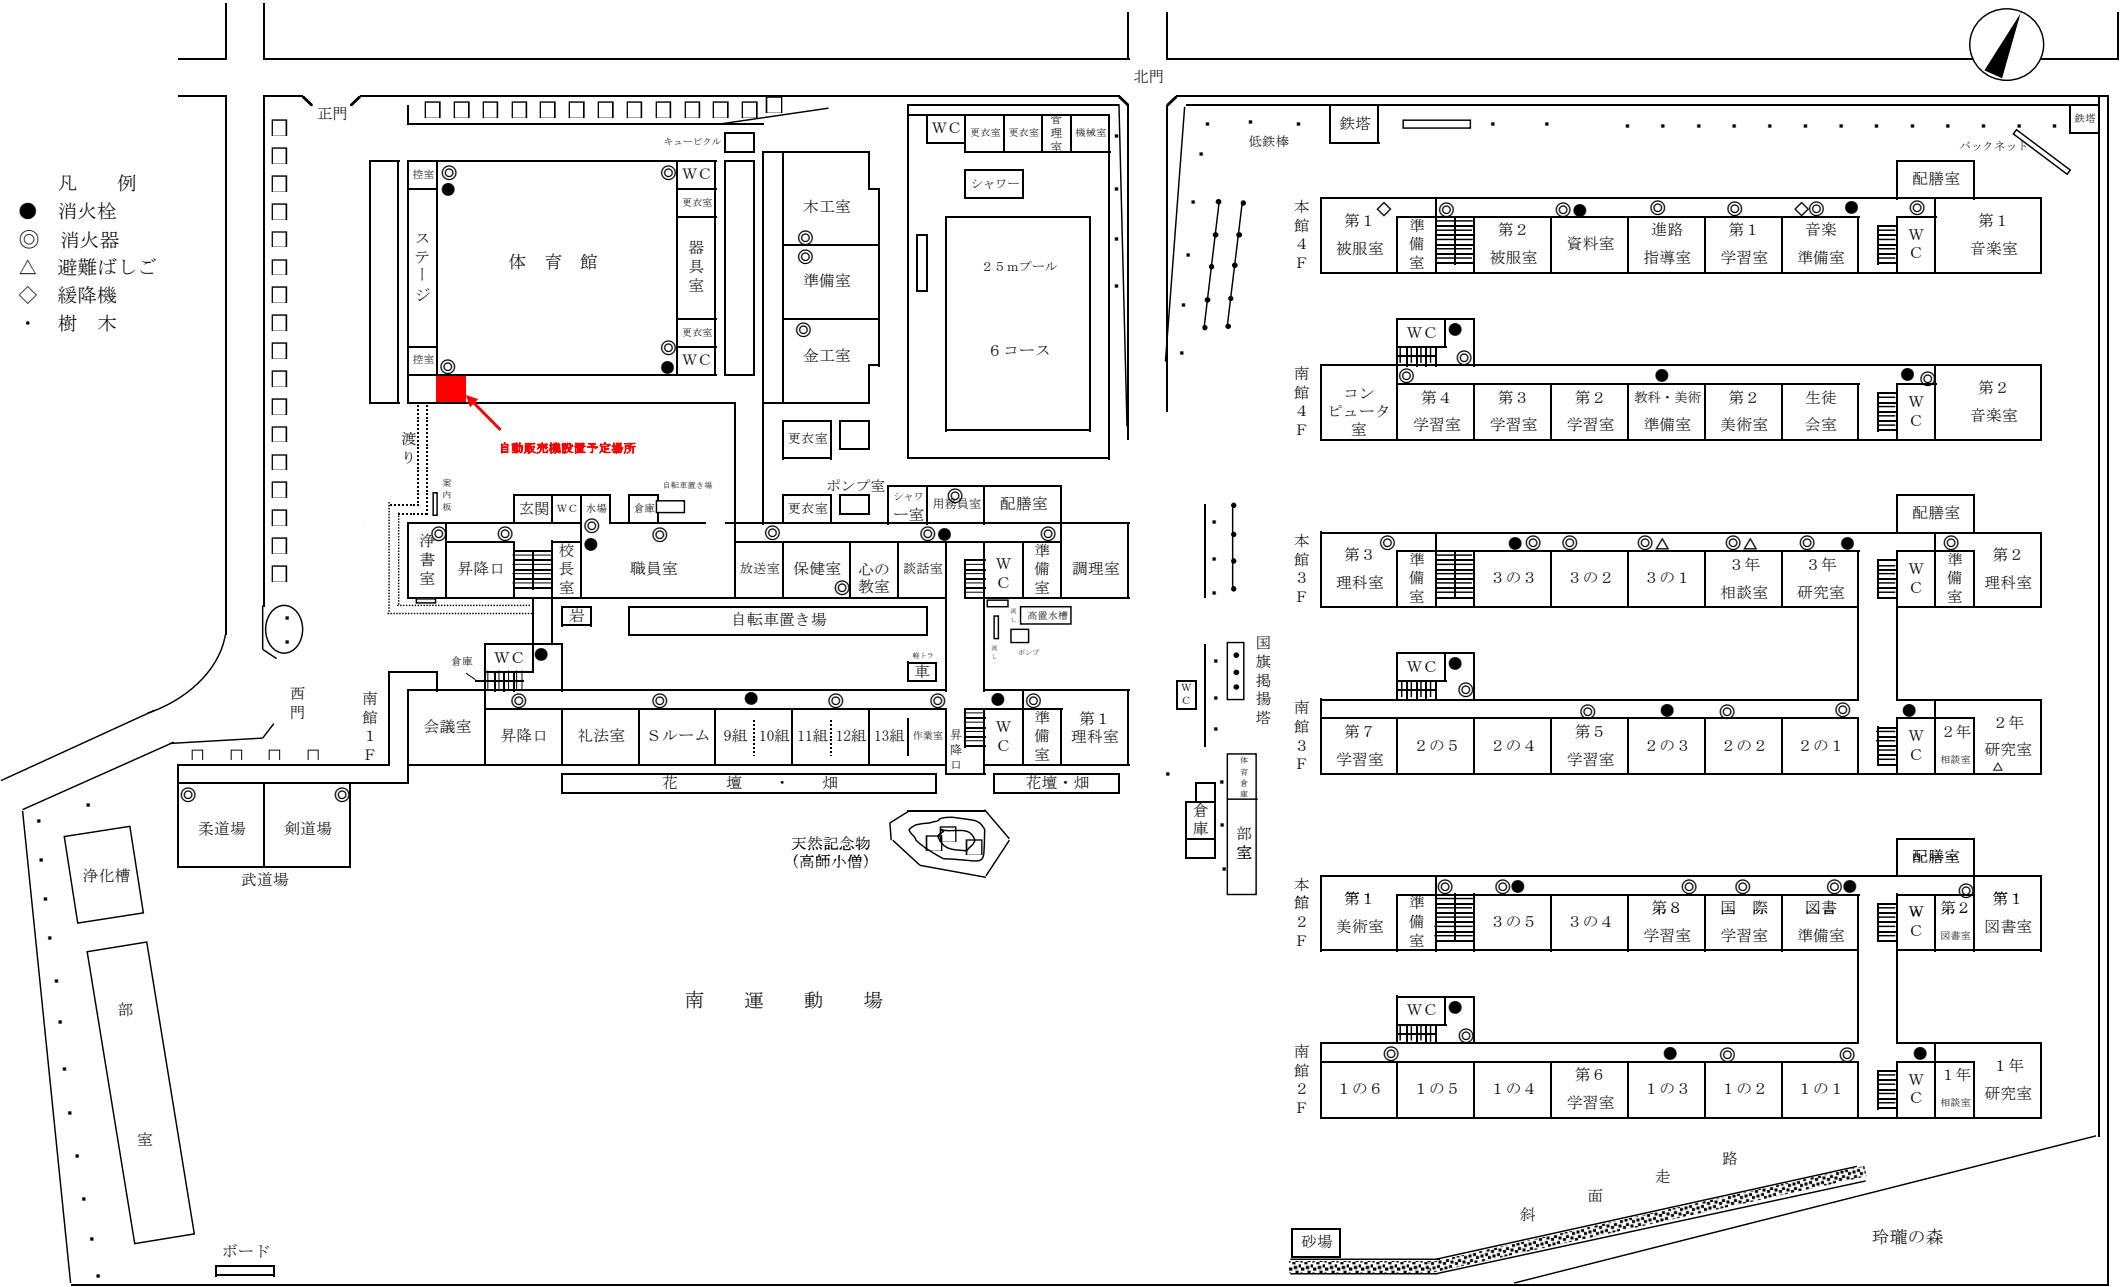 北門
正門
凡　例
消火栓
消火器
避難ばしご
緩降機
樹　木
キュービクル
控室
ステージ
控室
体　育　館
ＷＣ
更衣室
器具室
更衣室
ＷＣ
木工室
準備室
金工室
ＷＣ
更衣室
更衣室
管理室
機械室
シャワー
２５ｍプール
６コース
低鉄棒
鉄塔
鉄塔
バックネット
自動販売機設置予定場所
渡り
案内板
更衣室
更衣室
ポンプ室
玄関
ＷＣ
水場
倉庫
自転車置き場
シャワー室
用務員室
配膳室
浄書室
昇降口
校長室
職員室
放送室
保健室
心の教室
談話室
ＷＣ
準備室
調理室
岩
自転車置き場
流し
高置水槽
流し
ポンプ
軽トラ
車
倉庫
ＷＣ
西門
南館１Ｆ
会議室
昇降口
礼法室
Ｓルーム
9組
10組
11組
12組
13組
作業室
昇降口
ＷＣ
準備室
第１理科室
花　壇　・　畑
花壇・畑
柔道場
剣道場
武道場
天然記念物
（高師小僧）
浄化槽
部　室
ボード
南　運　動　場
ＷＣ
国旗掲揚塔
体育倉庫
倉庫
部室
本館４Ｆ
第１被服室
準備室
第２被服室
資料室
進路指導室
第１学習室
音楽準備室
ＷＣ
配膳室
第１音楽室
南館４Ｆ
ＷＣ
コンピュータ室
第４学習室
第３学習室
第２学習室
教科・美術準備室
第２美術室
生徒会室
ＷＣ
第２音楽室
本館３Ｆ
第３理科室
準備室
３の３
３の２
３の１
３年相談室
３年研究室
ＷＣ
準備室
配膳室
第２理科室
南館３Ｆ
ＷＣ
第７学習室
２の５
２の４
第５学習室
２の３
２の２
２の１
ＷＣ
２年相談室
２年研究室
本館２Ｆ
第１美術室
準備室
３の５
３の４
第８学習室
国　際学習室
図書準備室
ＷＣ
第２図書室
配膳室
第１図書室
南館２Ｆ
ＷＣ
１の６
１の５
１の４
第６学習室
１の３
１の２
１の１
ＷＣ
１年相談室
１年研究室
斜面走路
砂場
玲瓏の森